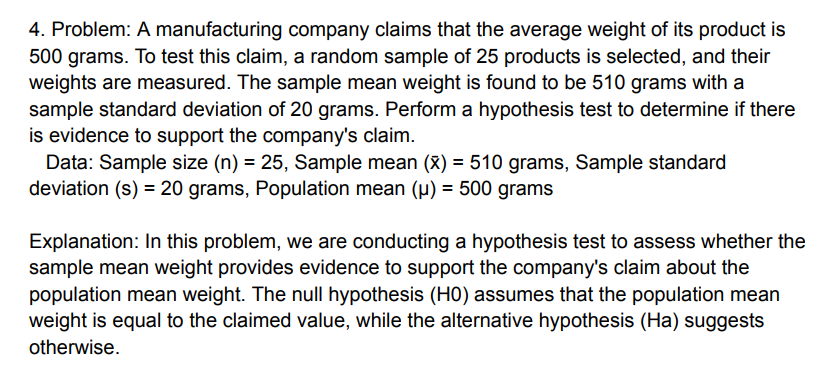 4. Problem: A manufacturing company claims that the average weight of its product is
500 grams. To test this claim, a random sample of 25 products is selected, and their
weights are measured. The sample mean weight is found to be 510 grams with a
sample standard deviation of 20 grams. Perform a hypothesis test to determine if there
is evidence to support the company's claim.
Data: Sample size (n) = 25, Sample mean (x̄) = 510 grams, Sample standard
deviation (s) = 20 grams, Population mean (μ) = 500 grams
Explanation: In this problem, we are conducting a hypothesis test to assess whether the
sample mean weight provides evidence to support the company's claim about the
population mean weight. The null hypothesis (H0) assumes that the population mean
weight is equal to the claimed value, while the alternative hypothesis (Ha) suggests
otherwise.